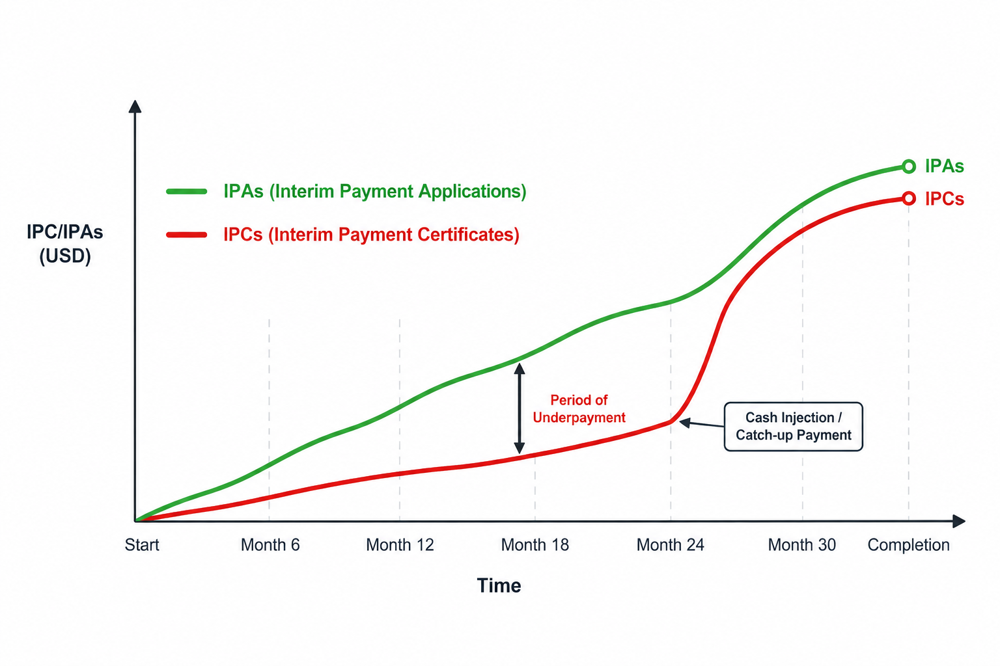 IPAs (Interim Payment Applications)
IPCs (Interim Payment Certificates)
IPC/IPAs
(USD)
IPAs
IPCs
Period of
Underpayment
Cash Injection /
Catch-up Payment
Start
Month 6
Month 12
Month 18
Month 24
Month 30
Completion
Time